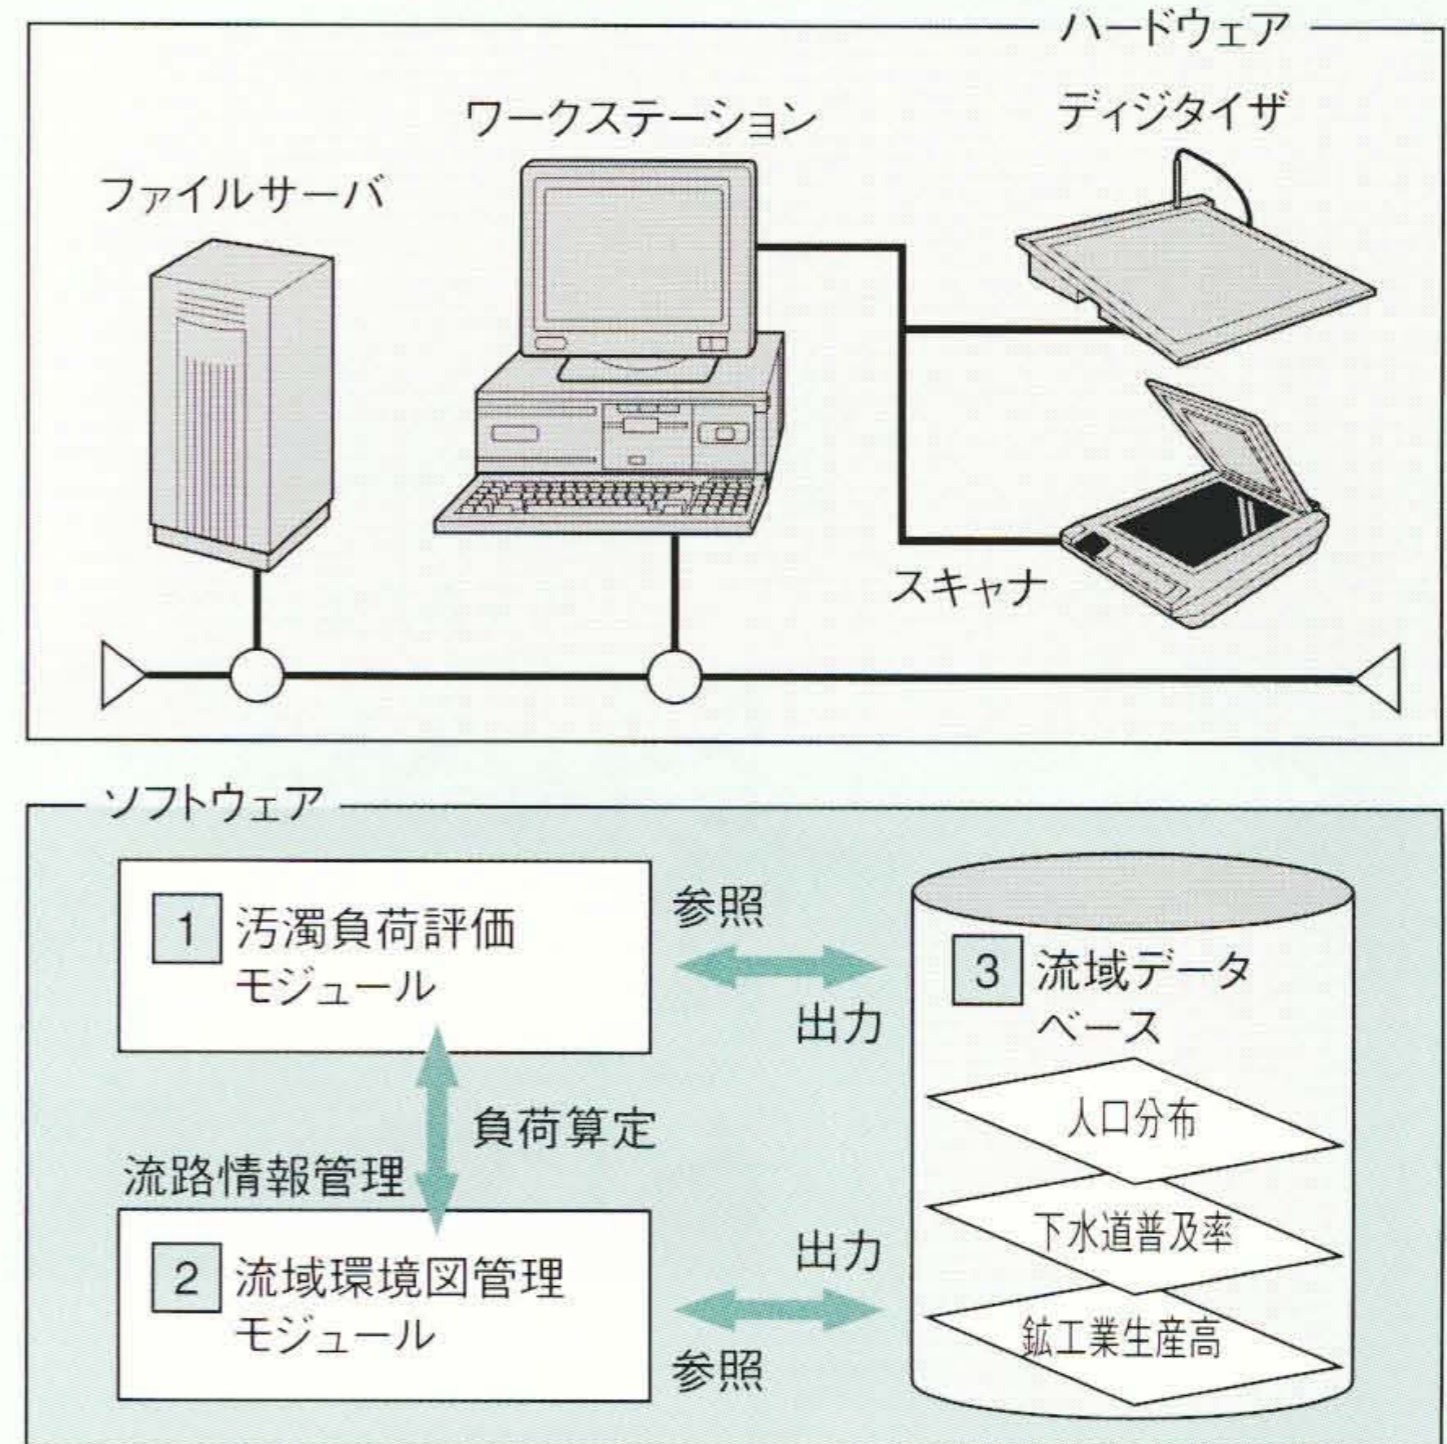 ハードウェア
ワークステーション
ディジタイザ
ファイルサーバ
スキャナ
ソフトウェア
1 汚濁負荷評価
モジュール
参照
出力
3 流域データ
ベース
人口分布
下水道普及率
鉱工業生産高
負荷算定
流路情報管理
2 流域環境図管理
モジュール
出力
参照